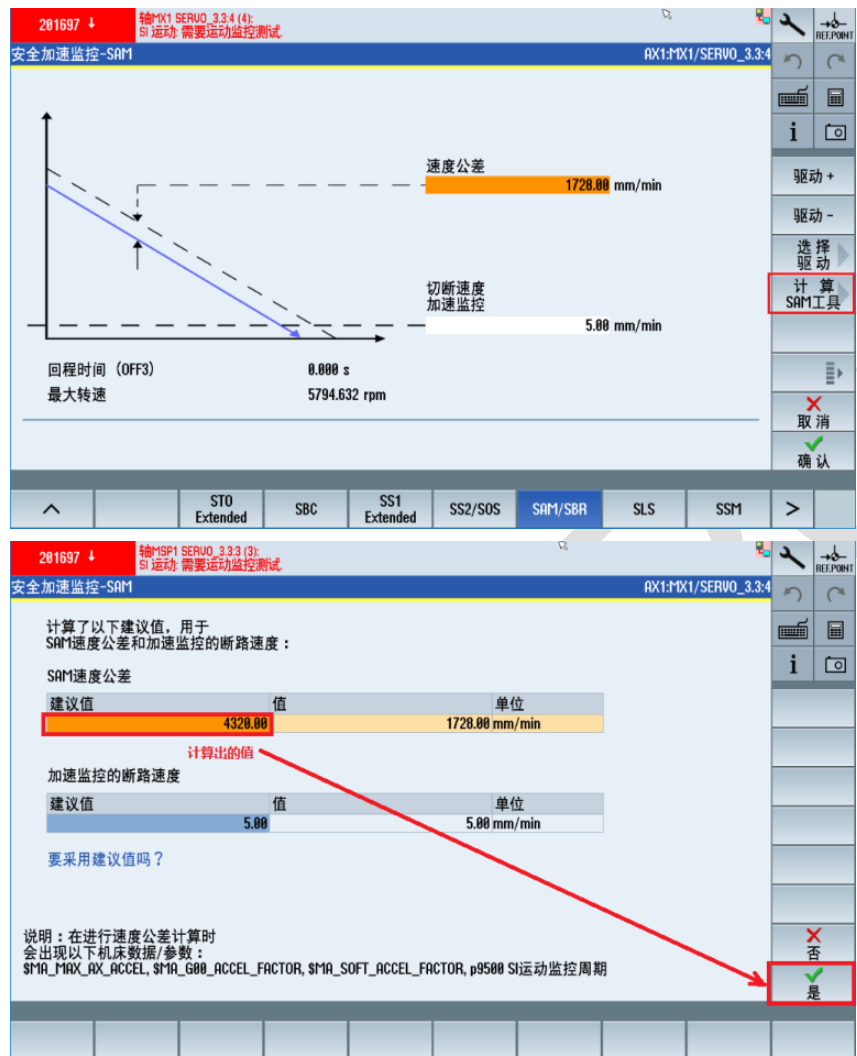 201697 ↓
轴MX1 SERVO_3.3:4 (4):
SI 运动: 需要运动监控测试.
REF.POINT
安全加速监控-SAM
AX1:MX1/SERVO_3.3:4
i
速度公差
1728.00 mm/min
驱动 +
驱动 -
选择
驱动
切断速度
加速监控
5.00 mm/min
计 算
SAM工具
回程时间 (OFF3)
0.000 s
最大转速
5794.632 rpm
取 消
确 认
STO
Extended
SBC
SS1
Extended
SS2/SOS
SAM/SBR
SLS
SSM
>
201697 ↓
轴MSP1 SERVO_3.3:3 (3):
SI 运动: 需要运动监控测试.
REF.POINT
安全加速监控-SAM
AX1:MX1/SERVO_3.3:4
i
计算了以下建议值，用于
SAM速度公差和加速监控的断路速度：
SAM速度公差
建议值 值 单位
4320.00 1728.00 mm/min
计算出的值
加速监控的断路速度
建议值 值 单位
5.00 5.00 mm/min
要采用建议值吗？
说明：在进行速度公差计算时
会出现以下机床数据/参数：
$MA_MAX_AX_ACCEL, $MA_G00_ACCEL_FACTOR, $MA_SOFT_ACCEL_FACTOR, p9500 SI运动监控周期
否
是